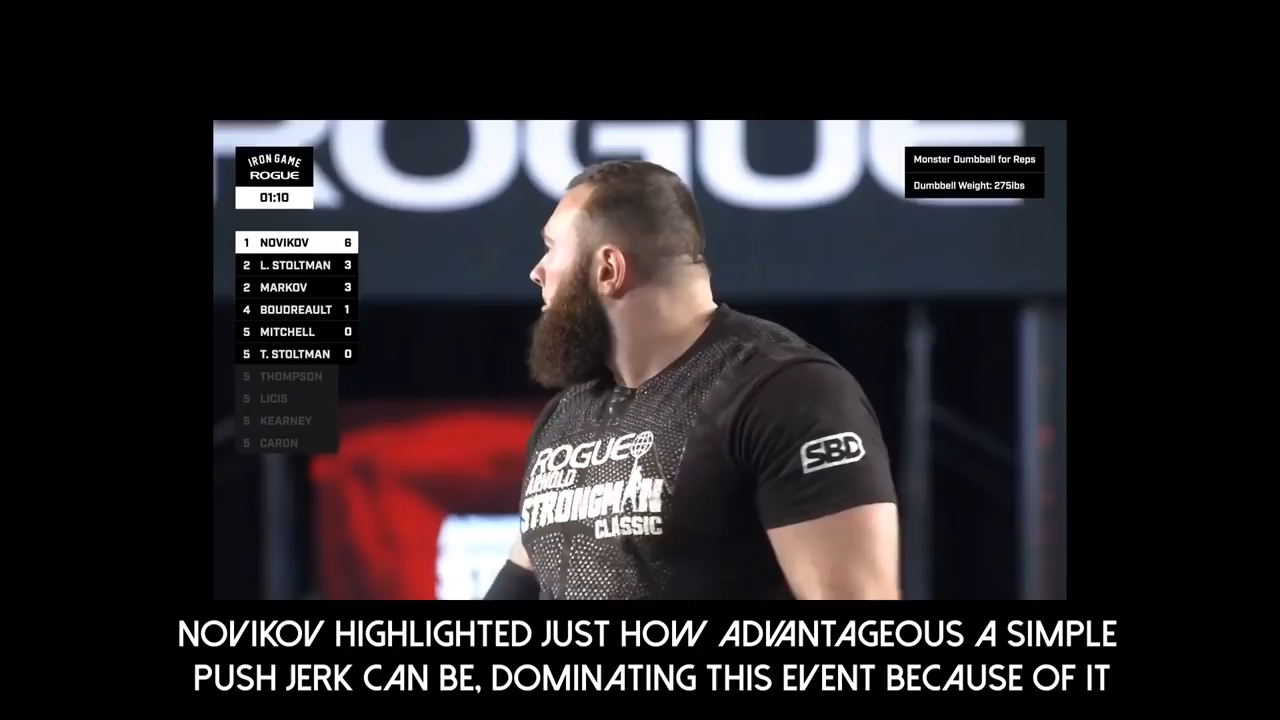 ROGUE
IRON GAME
ROGUE
01:10
Monster Dumbbell for Reps
Dumbbell Weight: 275lbs
1 NOVIKOV 6
2 L. STOLTMAN 3
2 MARKOV 3
4 BOUDREAULT 1
5 MITCHELL 0
5 T. STOLTMAN 0
5 THOMPSON
5 LICIS
5 KEARNEY
5 CARON
ROGUE
ARNOLD
STRONGMAN
CLASSIC
SBD
NOVIKOV HIGHLIGHTED JUST HOW ADVANTAGEOUS A SIMPLE
PUSH JERK CAN BE, DOMINATING THIS EVENT BECAUSE OF IT